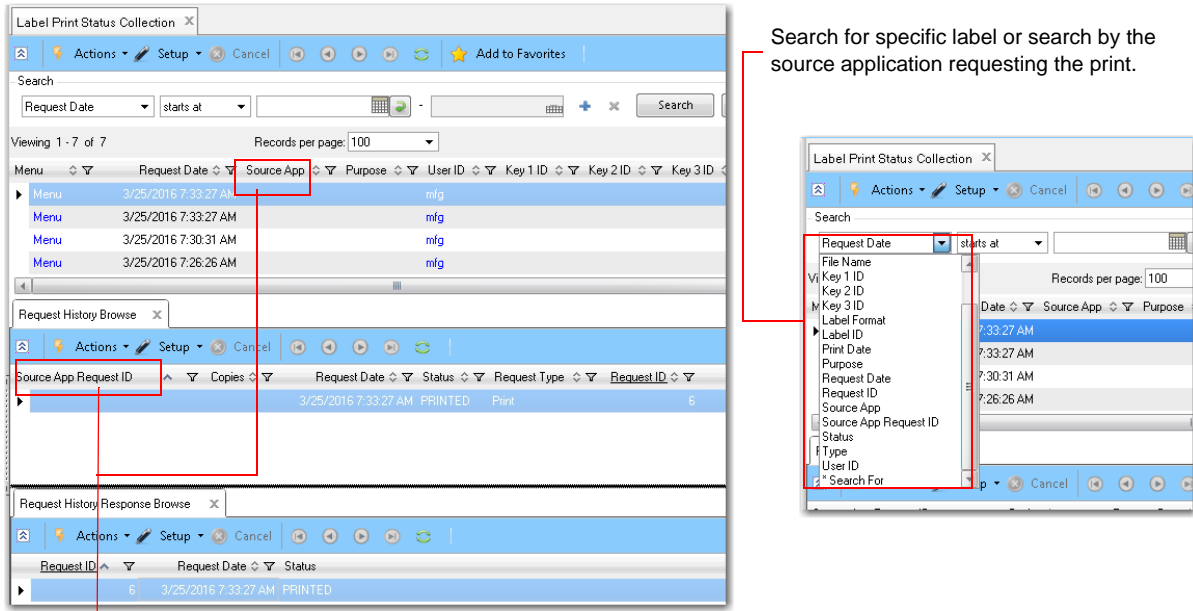 Label Print Status Collection
Actions Setup Cancel Add to Favorites
Search
Request Date starts at - Search
Viewing 1 - 7 of 7 Records per page: 100
Menu Request Date Source App Purpose User ID Key 1 ID Key 2 ID Key 3 ID
Menu 3/25/2016 7:33:27 AM mfg
Menu 3/25/2016 7:33:27 AM mfg
Menu 3/25/2016 7:30:31 AM mfg
Menu 3/25/2016 7:26:26 AM mfg
Request History Browse
Actions Setup Cancel
Source App Request ID Copies Request Date Status Request Type Request ID
3/25/2016 7:33:27 AM PRINTED Print 6
Request History Response Browse
Actions Setup Cancel
Request ID Request Date Status
6 3/25/2016 7:33:27 AM PRINTED
Search for specific label or search by the
source application requesting the print.
Label Print Status Collection
Actions Setup Cancel
Search
Request Date starts at
File Name
Key 1 ID Records per page: 100
Key 2 ID
Key 3 ID Date Source App Purpose
Label Format
Label ID 7:33:27 AM
Print Date 7:33:27 AM
Purpose
Request Date 7:30:31 AM
Request ID
Source App 7:26:26 AM
Source App Request ID
Status
Type
User ID
* Search For Cancel